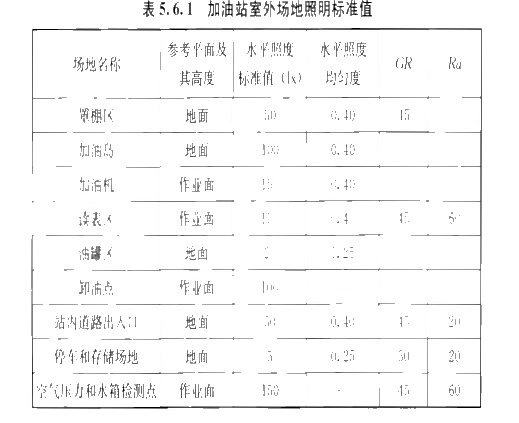 表 5.6.1 加油站室外场地照明标准值
场地名称 参考平面及其高度 水平照度标准值（lx） 水平照度均匀度 GR Ra
罩棚区 地面 50 0.40 45
加油岛 地面 100 0.40
加油机 作业面 0.40
读表区 作业面 45 60
油罐区 地面 0.25
卸油点 作业面 100
站内道路出入口 地面 50 0.40 45 20
停车和存储场地 地面 5 0.25 50 20
空气压力和水箱检测点 作业面 150 - 45 60